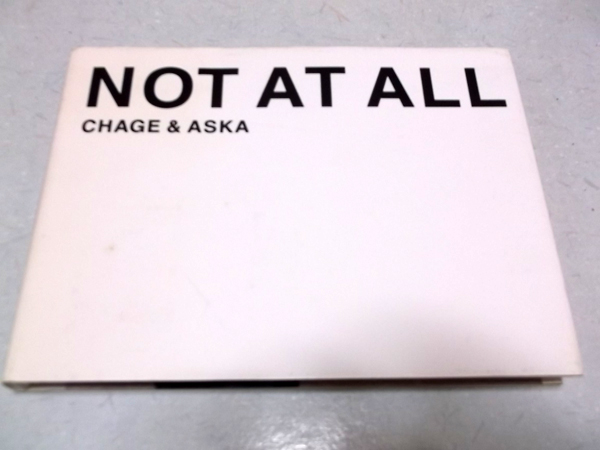 NOT AT ALL
CHAGE & ASKA